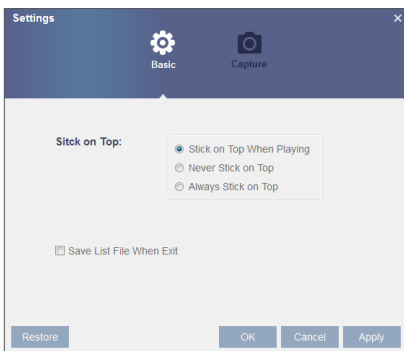 Settings
Basic
Capture
Sitck on Top:
Stick on Top When Playing
Never Stick on Top
Always Stick on Top
Save List File When Exit
Restore
OK
Cancel
Apply